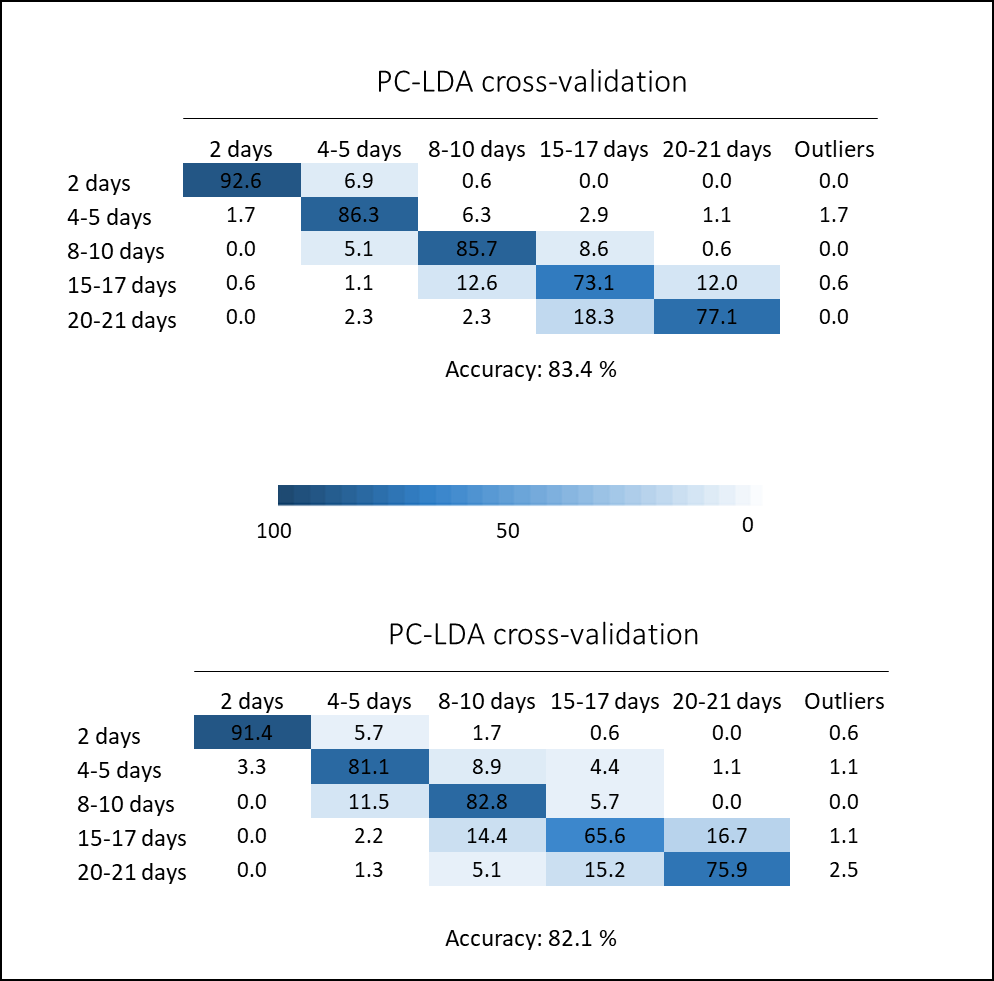 PC-LDA cross-validation
2 days 4-5 days 8-10 days 15-17 days 20-21 days Outliers
2 days 92.6 6.9 0.6 0.0 0.0 0.0
4-5 days 1.7 86.3 6.3 2.9 1.1 1.7
8-10 days 0.0 5.1 85.7 8.6 0.6 0.0
15-17 days 0.6 1.1 12.6 73.1 12.0 0.6
20-21 days 0.0 2.3 2.3 18.3 77.1 0.0
Accuracy: 83.4 %
100 50 0
PC-LDA cross-validation
2 days 4-5 days 8-10 days 15-17 days 20-21 days Outliers
2 days 91.4 5.7 1.7 0.6 0.0 0.6
4-5 days 3.3 81.1 8.9 4.4 1.1 1.1
8-10 days 0.0 11.5 82.8 5.7 0.0 0.0
15-17 days 0.0 2.2 14.4 65.6 16.7 1.1
20-21 days 0.0 1.3 5.1 15.2 75.9 2.5
Accuracy: 82.1 %